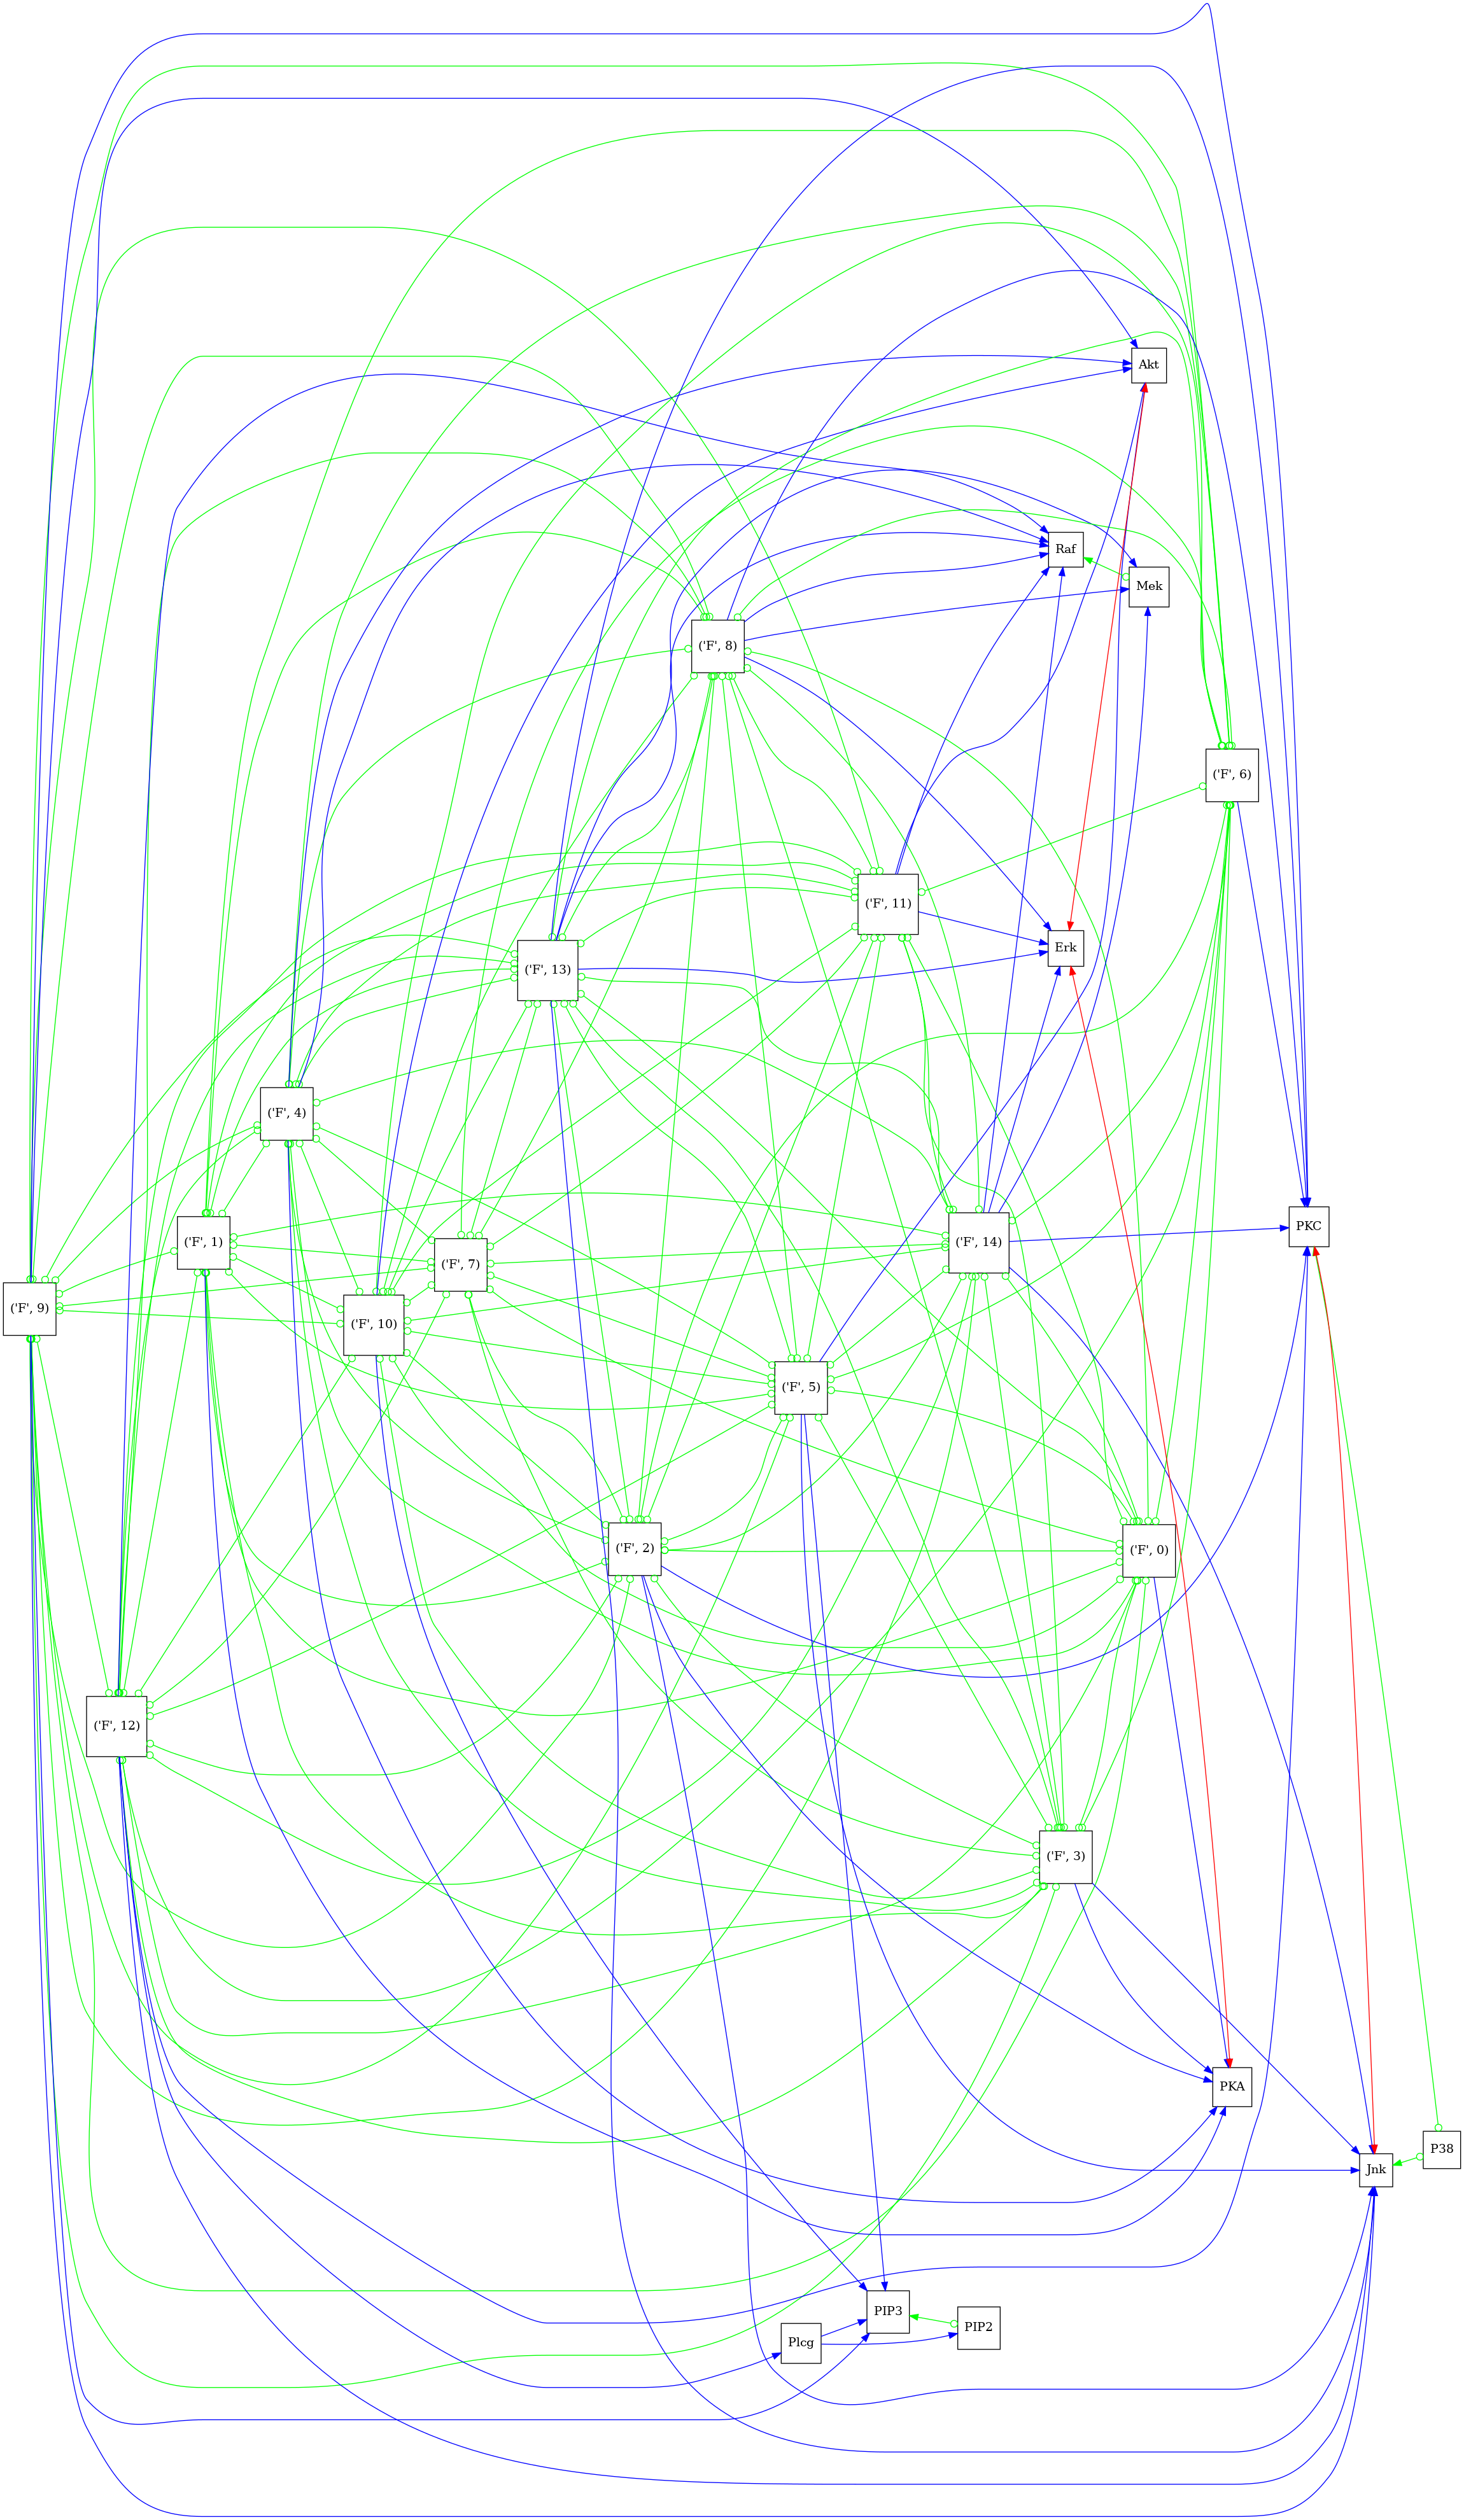 Akt
Raf
Mek
('F', 8)
('F', 6)
('F', 11)
Erk
('F', 13)
('F', 4)
PKC
('F', 1)
('F', 14)
('F', 7)
('F', 9)
('F', 10)
('F', 5)
('F', 2)
('F', 0)
('F', 12)
('F', 3)
PKA
P38
Jnk
PIP3
PIP2
Plcg